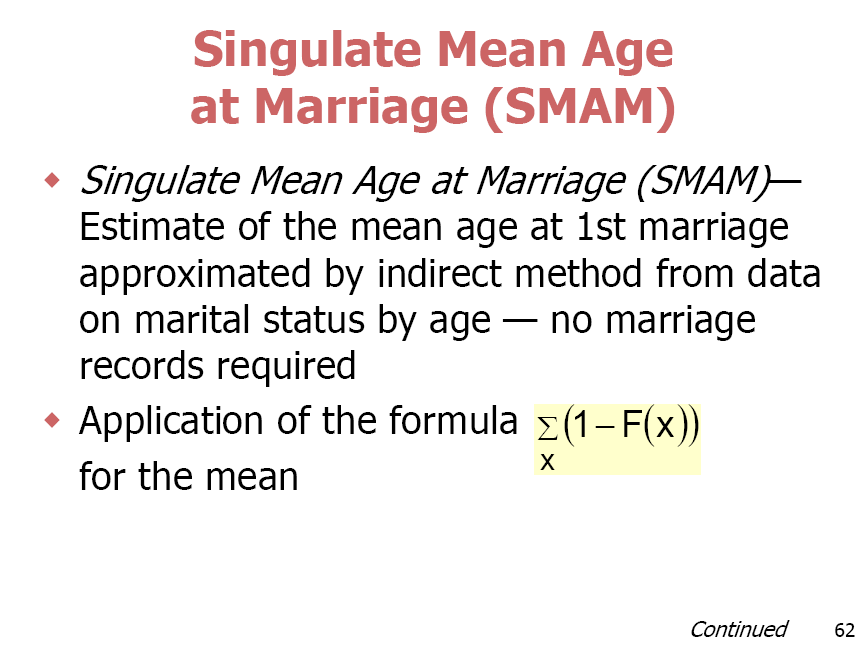 Singulate Mean Age
at Marriage (SMAM)
Singulate Mean Age at Marriage (SMAM)—
Estimate of the mean age at 1st marriage
approximated by indirect method from data
on marital status by age — no marriage
records required
Application of the formula ∑(1 − F(x))
x
for the mean
Continued 62